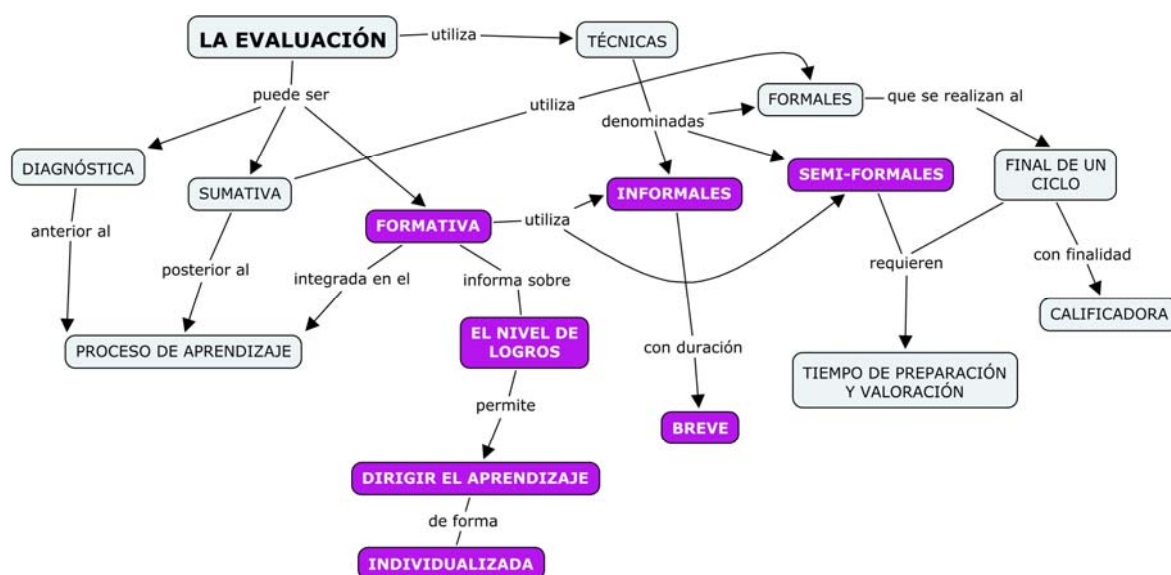 LA EVALUACIÓN
utiliza
TÉCNICAS
puede ser
utiliza
FORMALES
que se realizan al
denominadas
DIAGNÓSTICA
SUMATIVA
FORMATIVA
utiliza
INFORMALES
SEMI-FORMALES
FINAL DE UN
CICLO
anterior al
posterior al
integrada en el
informa sobre
requieren
con finalidad
PROCESO DE APRENDIZAJE
EL NIVEL DE
LOGROS
con duración
CALIFICADORA
TIEMPO DE PREPARACIÓN
Y VALORACIÓN
permite
BREVE
DIRIGIR EL APRENDIZAJE
de forma
INDIVIDUALIZADA